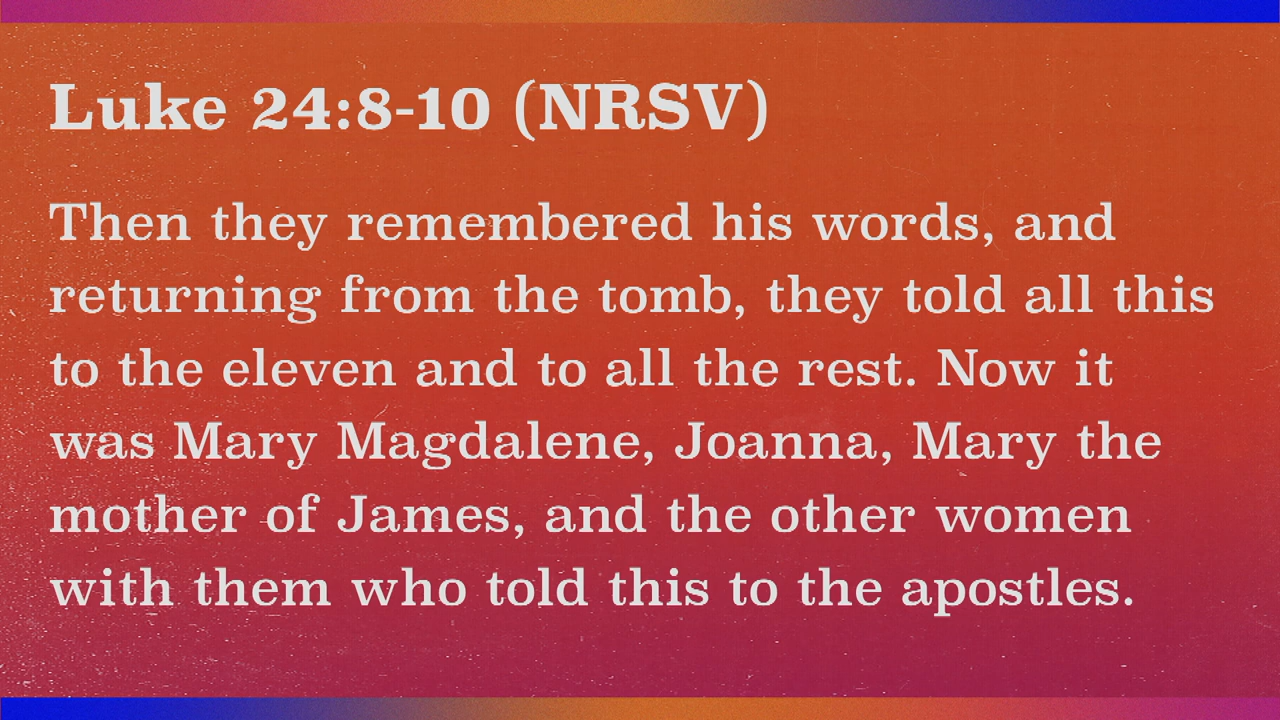 Luke 24:8-10 (NRSV)
Then they remembered his words, and
returning from the tomb, they told all this
to the eleven and to all the rest. Now it
was Mary Magdalene, Joanna, Mary the
mother of James, and the other women
with them who told this to the apostles.